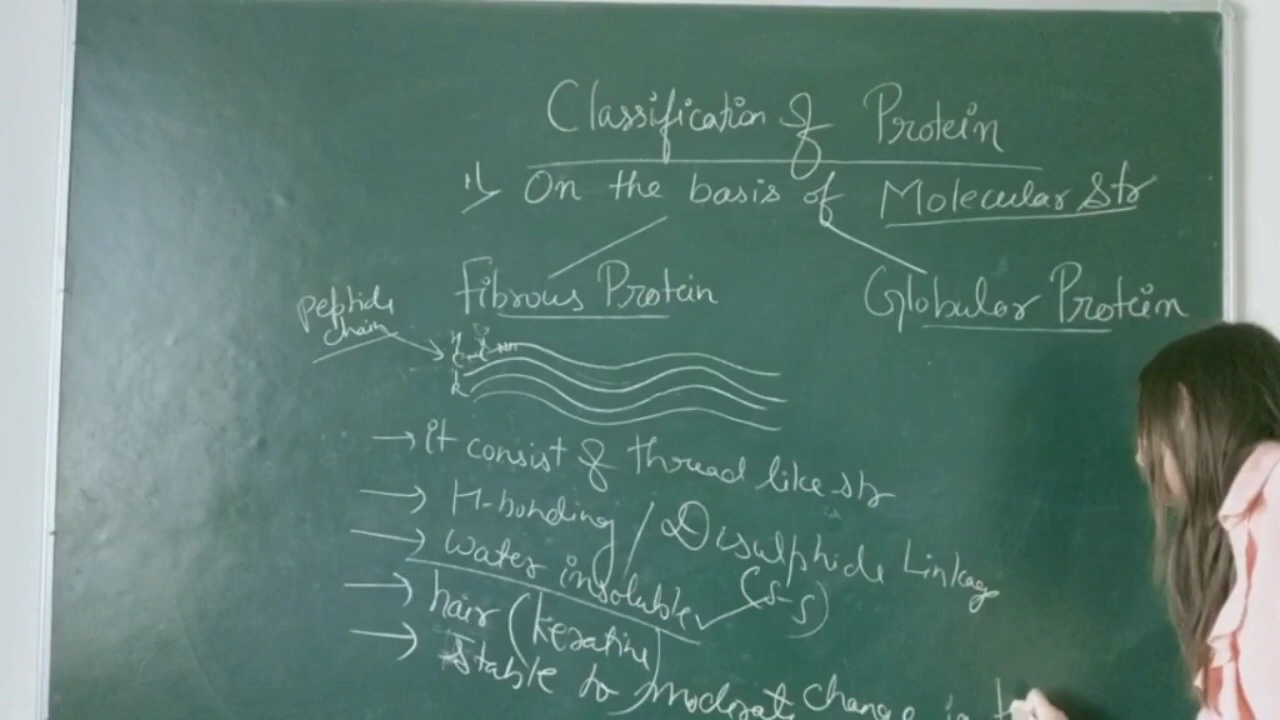 Classification of Protein
1) On the basis of Molecular Str
Fibrous Protein
Globular Protein
peptide chain
→ it consist of thread like str
→ H-bonding / Disulphide Linkage
(S-S)
→ water insoluble
→ hair (keratine)
→ Stable to moderate change in